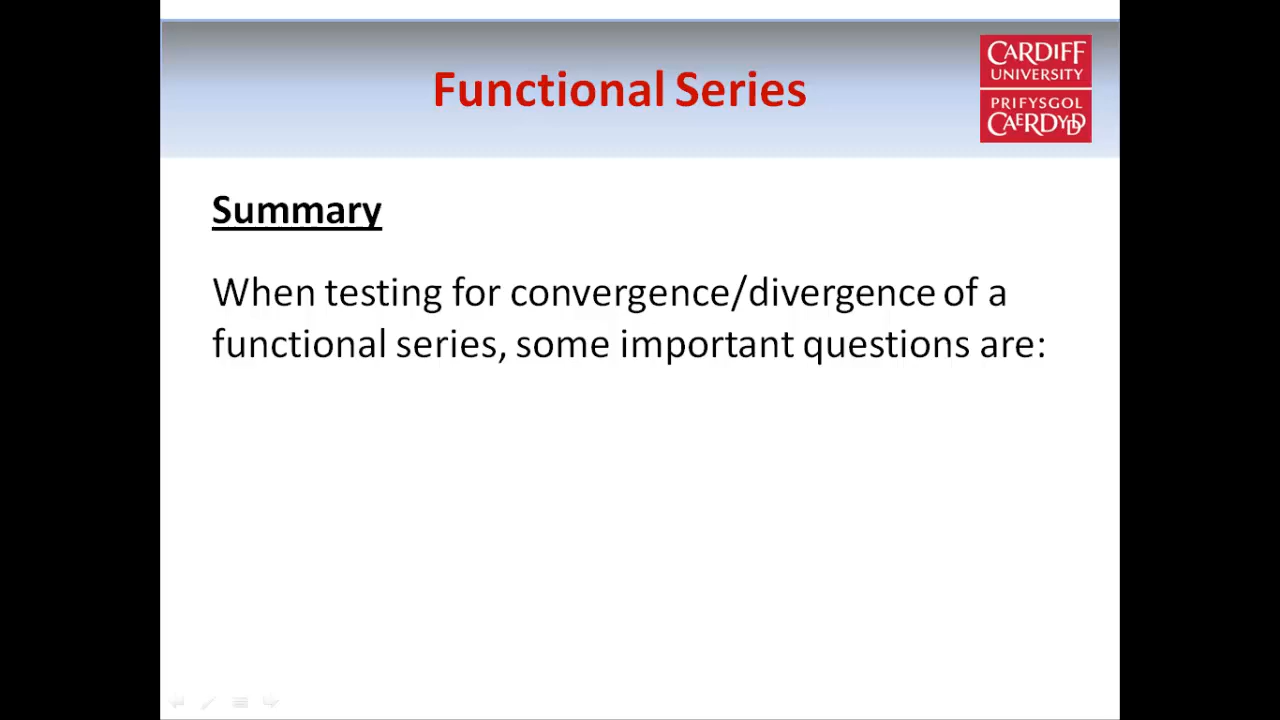 Functional Series
CARDIFF
UNIVERSITY
PRIFYSGOL
CAERDYDD
Summary
When testing for convergence/divergence of a
functional series, some important questions are: